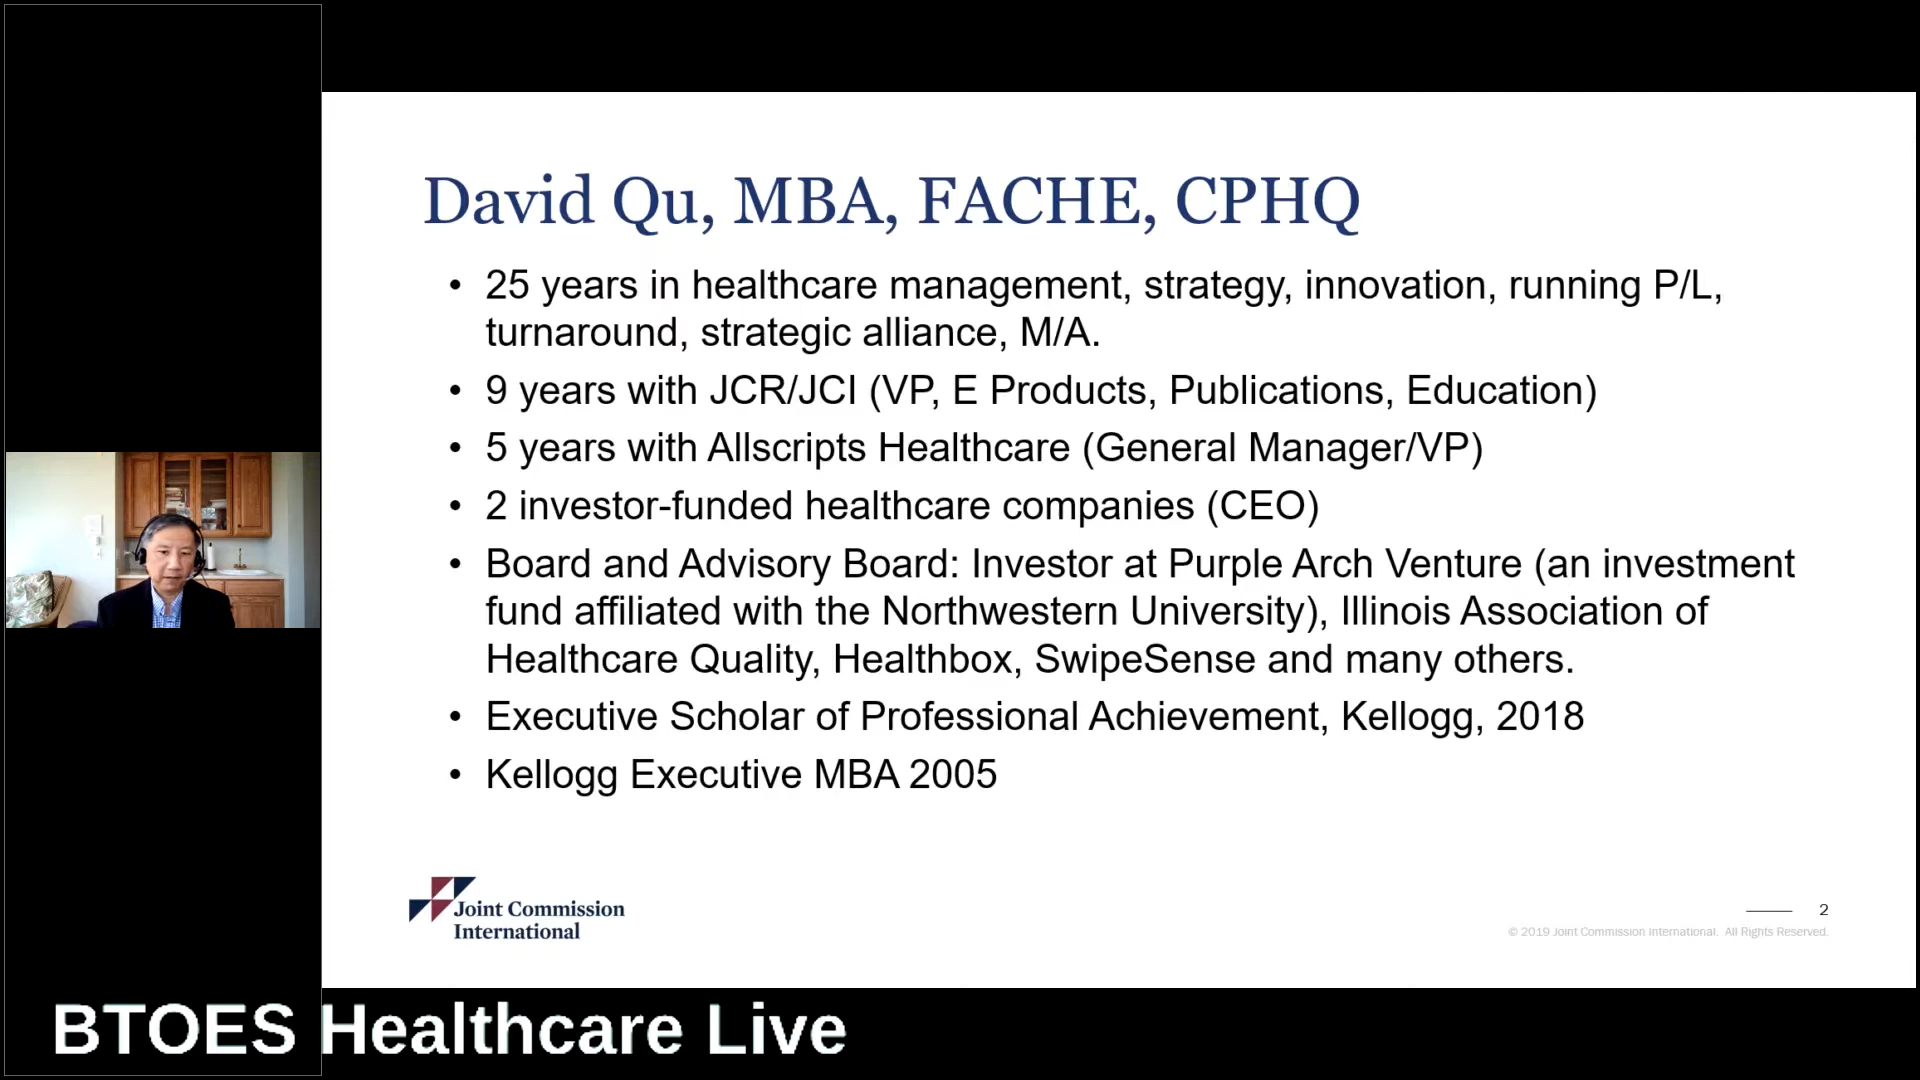 David Qu, MBA, FACHE, CPHQ
• 25 years in healthcare management, strategy, innovation, running P/L,
turnaround, strategic alliance, M/A.
• 9 years with JCR/JCI (VP, E Products, Publications, Education)
• 5 years with Allscripts Healthcare (General Manager/VP)
• 2 investor-funded healthcare companies (CEO)
• Board and Advisory Board: Investor at Purple Arch Venture (an investment
fund affiliated with the Northwestern University), Illinois Association of
Healthcare Quality, Healthbox, SwipeSense and many others.
• Executive Scholar of Professional Achievement, Kellogg, 2018
• Kellogg Executive MBA 2005
Joint Commission
International
2
© 2019 Joint Commission International. All Rights Reserved.
BTOES Healthcare Live